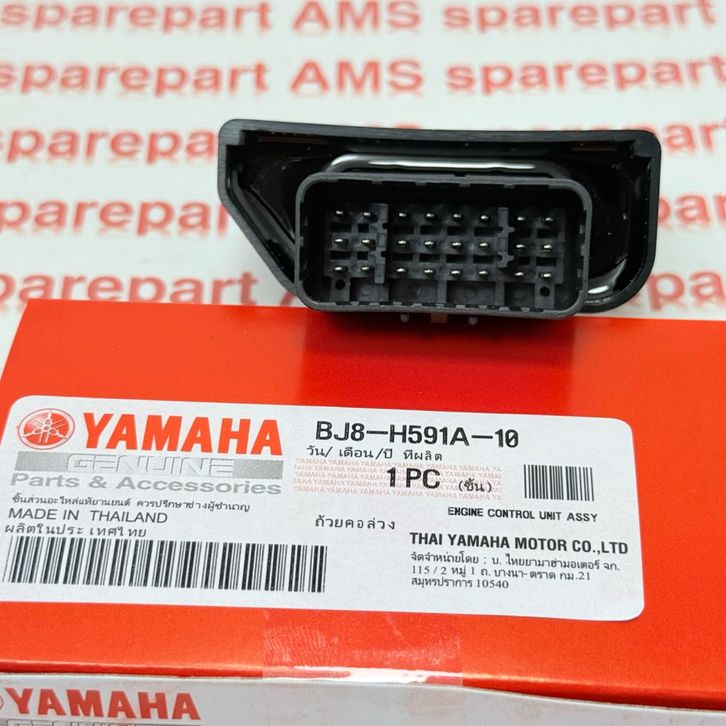 sparepart AMS sparepart
sparepart AMS sparepart
sparepart
sparepart
sparepart
YAMAHA
GENUINE
Parts & Accessories
ชิ้นส่วนอะไหล่แท้ยานยนต์ ควรปรึกษาช่างผู้ชำนาญ
MADE IN THAILAND
ผลิตในประเทศไทย
BJ8-H591A-10
วัน/ เดือน/ปี ที่ผลิต
1 PC (ชิ้น)
ENGINE CONTROL UNIT ASSY
ถ้วยคอล่วง
THAI YAMAHA MOTOR CO.,LTD
จัดจำหน่ายโดย : บ. ไทยยามาฮ่ามอเตอร์ จก.
115 / 2 หมู่ 1 ถ. บางนา-ตราด กม.21
สมุทรปราการ 10540
YAMAHA
GENUINE